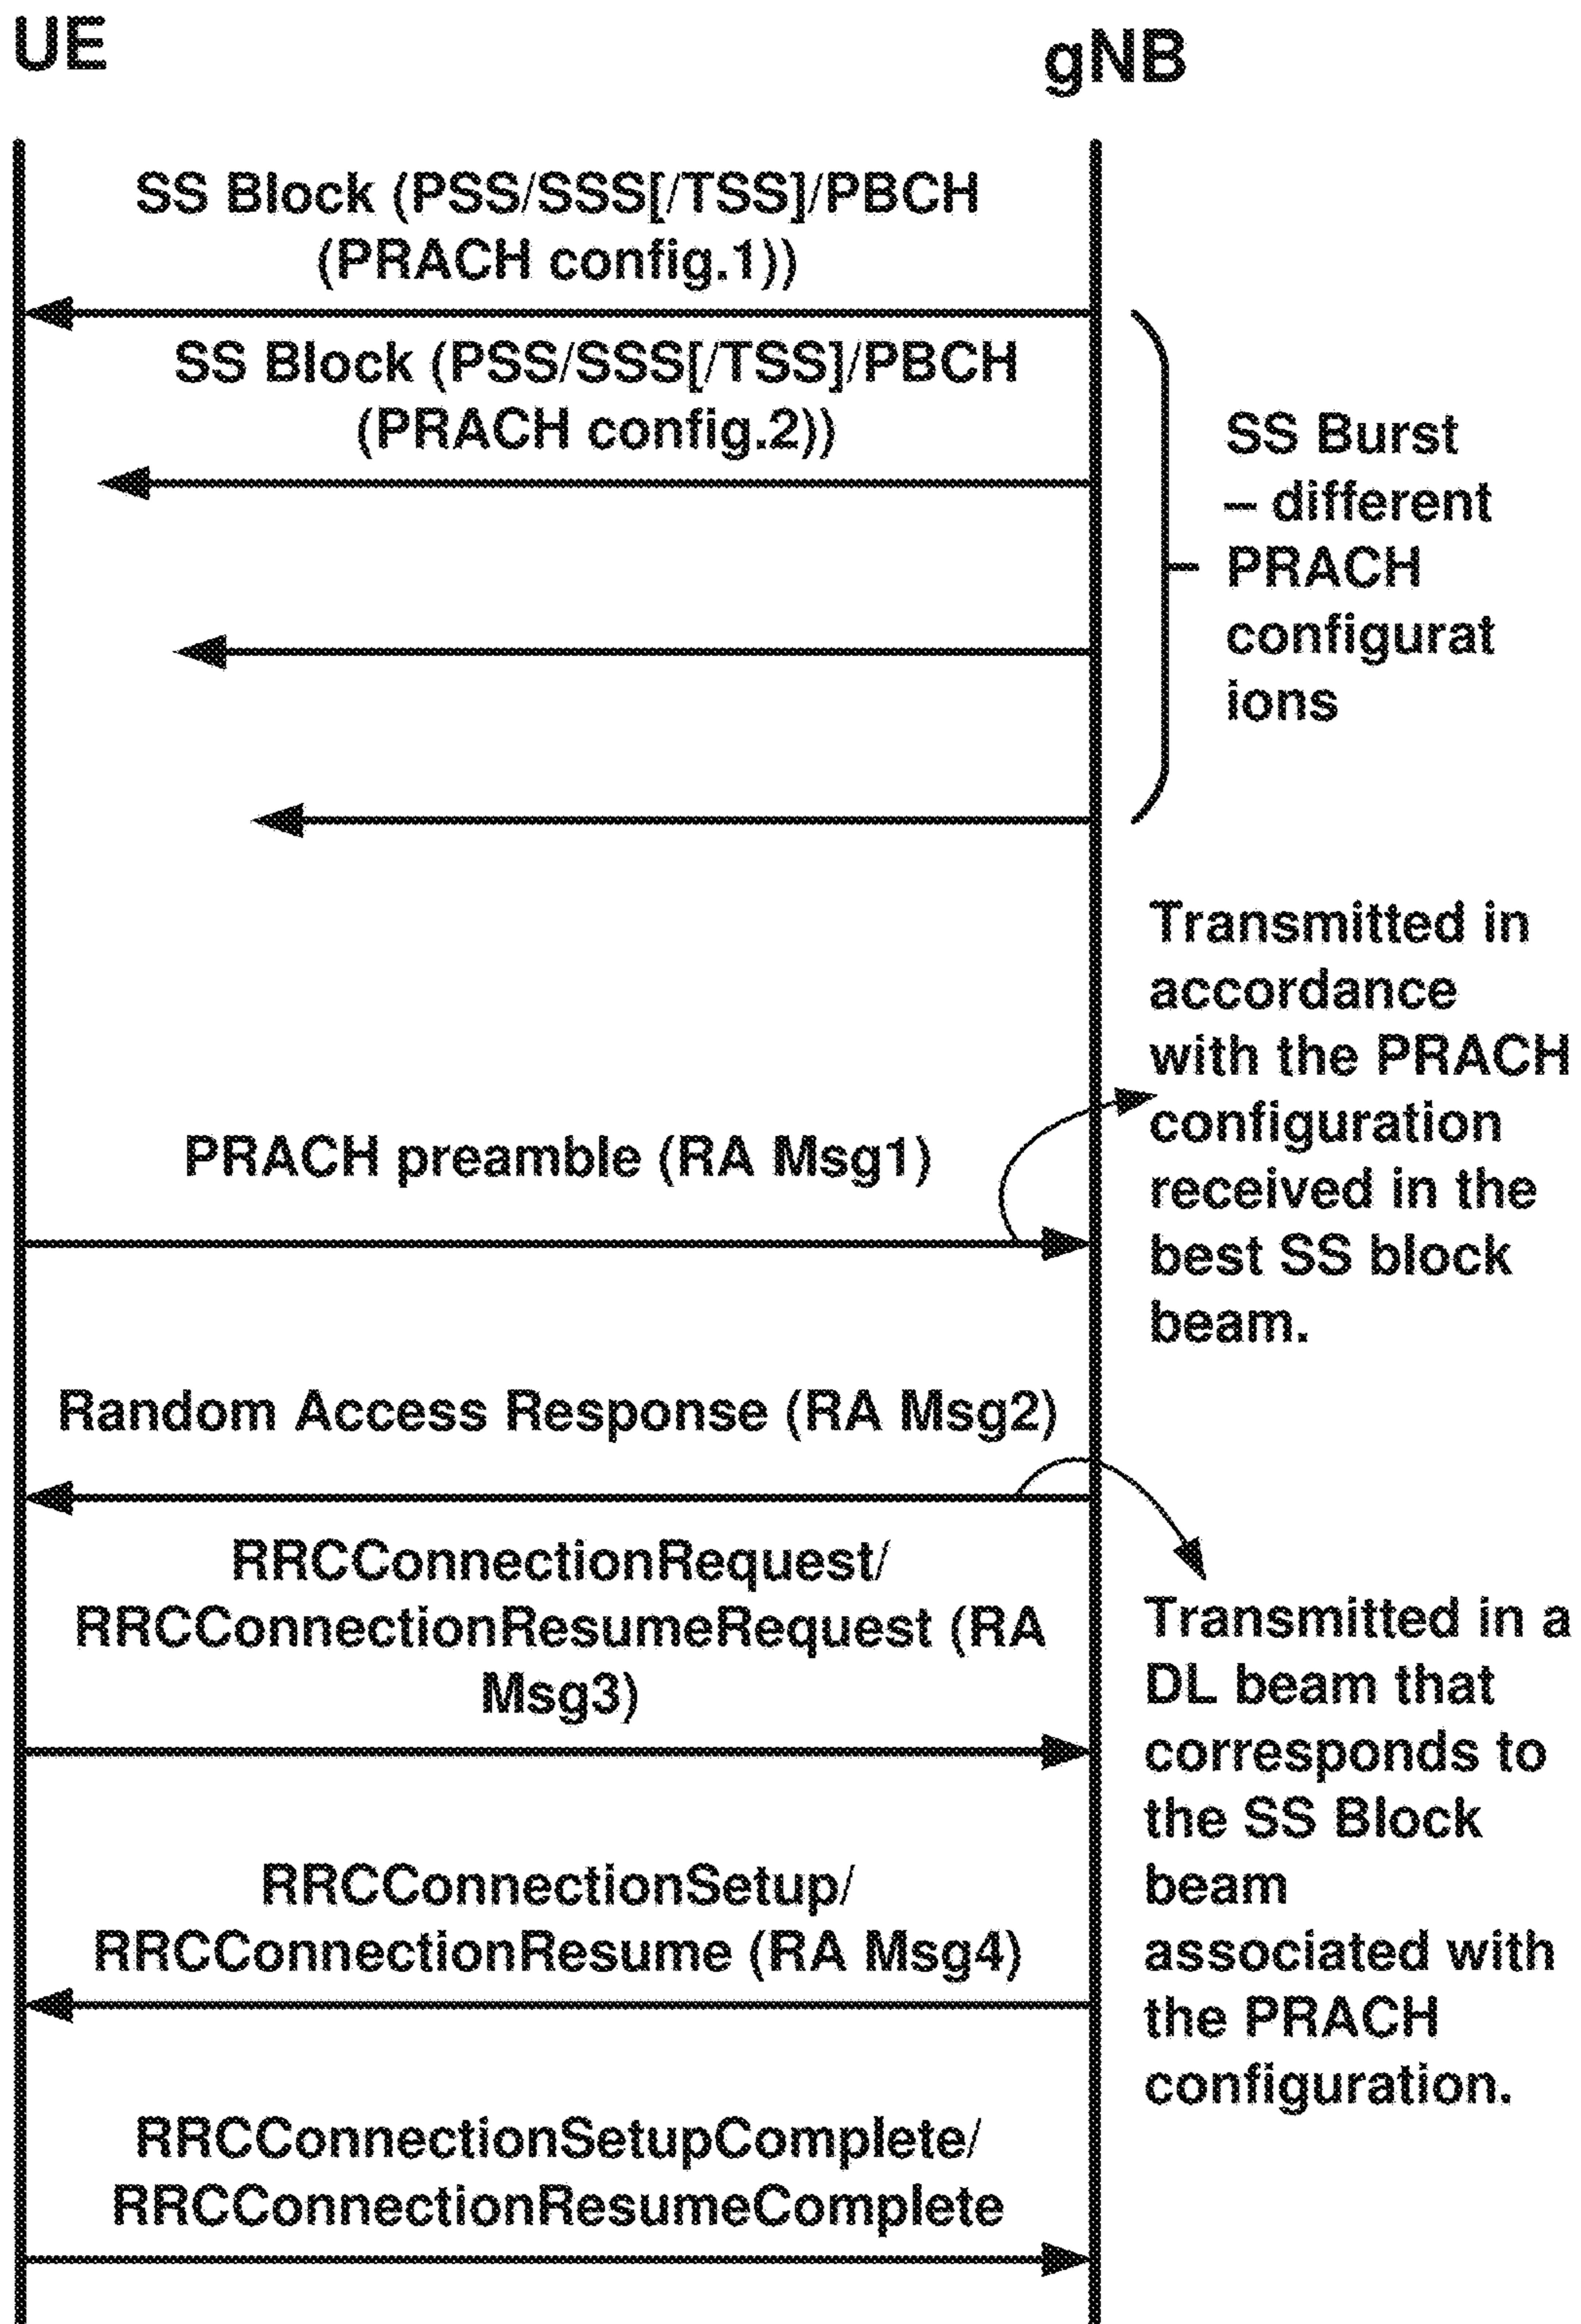 UE
gNB
SS Block (PSS/SSS[/TSS]/PBCH
(PRACH config.1))
SS Block (PSS/SSS[/TSS]/PBCH
(PRACH config.2))
SS Burst
– different
PRACH
configurat
ions
Transmitted in
accordance
with the PRACH
configuration
received in the
best SS block
beam.
PRACH preamble (RA Msg1)
Random Access Response (RA Msg2)
RRCConnectionRequest/
RRCConnectionResumeRequest (RA
Msg3)
Transmitted in a
DL beam that
corresponds to
the SS Block
beam
associated with
the PRACH
configuration.
RRCConnectionSetup/
RRCConnectionResume (RA Msg4)
RRCConnectionSetupComplete/
RRCConnectionResumeComplete